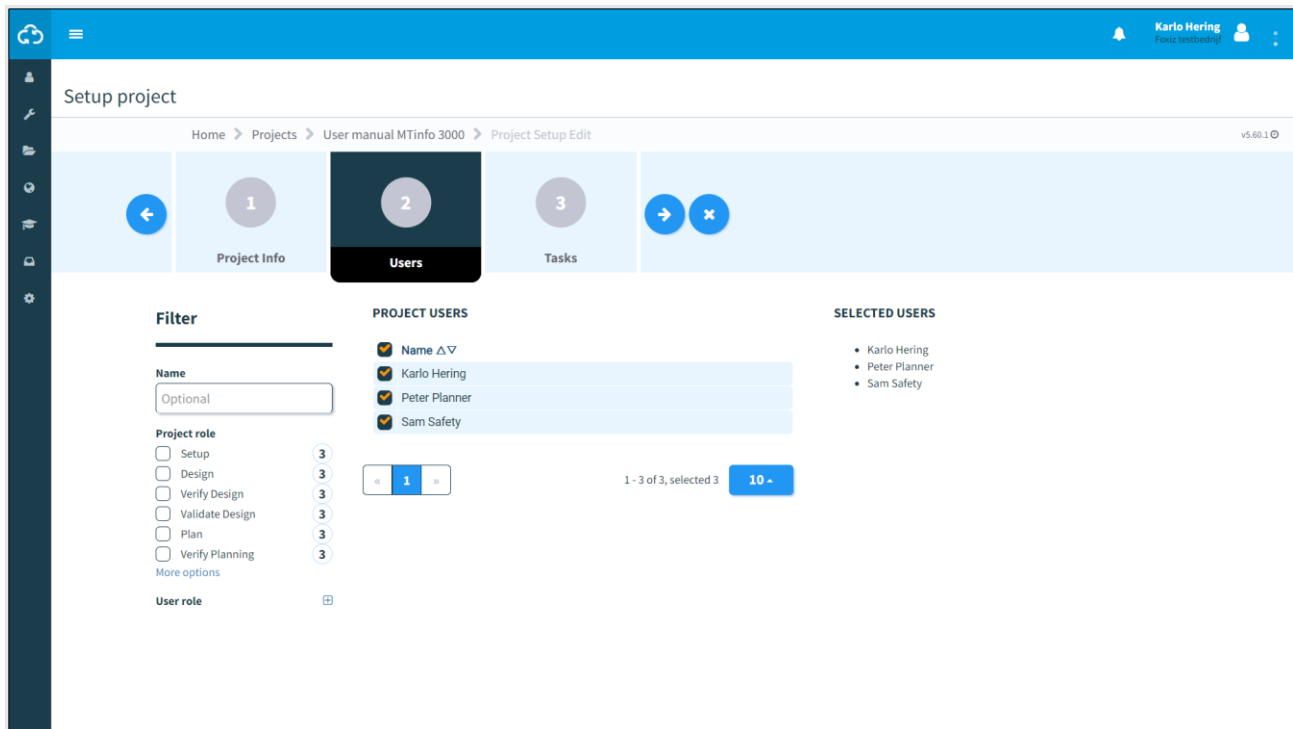 Karlo Hering
Foxiz testbedrijf
Setup project
Home Projects User manual MTinfo 3000 Project Setup Edit
v5.60.1
1
Project Info
2
Users
3
Tasks
Filter
Name
Optional
Project role
Setup 3
Design 3
Verify Design 3
Validate Design 3
Plan 3
Verify Planning 3
More options
User role
PROJECT USERS
Name
Karlo Hering
Peter Planner
Sam Safety
« 1 »
1 - 3 of 3, selected 3
10
SELECTED USERS
• Karlo Hering
• Peter Planner
• Sam Safety